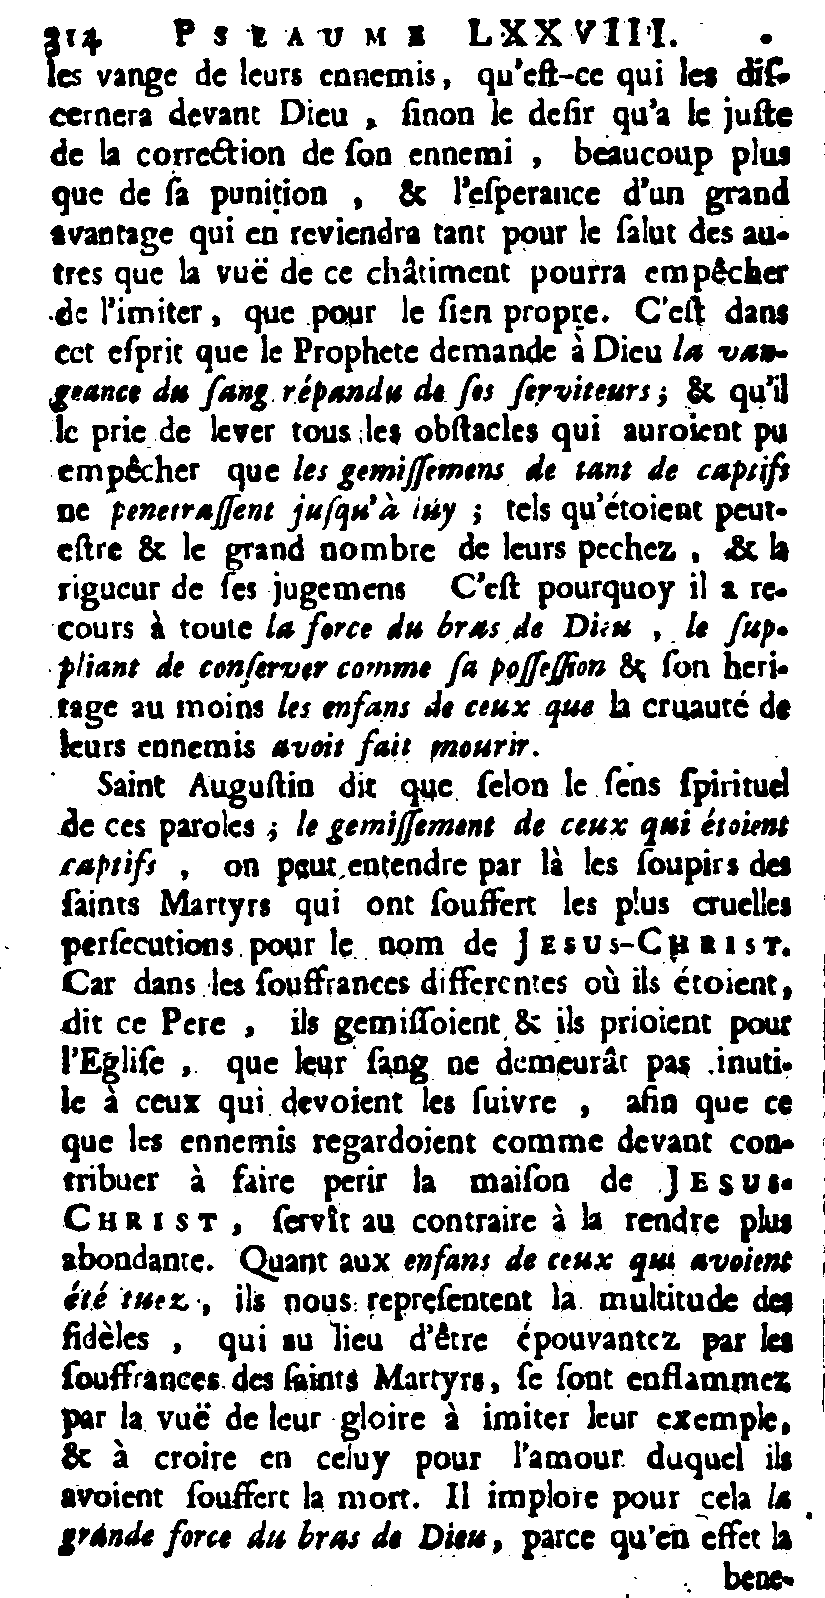 314 PSEAUME LXXVIII.
les vange de leurs ennemis, qu'eſt-ce qui les diſ-
cernera devant Dieu, ſinon le deſir qu'a le juſte
de la correction de ſon ennemi, beaucoup plus
que de ſa punition, & l'eſperance d'un grand
avantage qui en reviendra tant pour le ſalut des au-
tres que la vuë de ce châtiment pourra empêcher
de l'imiter, que pour le ſien propre. C'eſt dans
cet eſprit que le Prophete demande à Dieu la van-
geance du ſang répandu de ſes ſerviteurs; & qu'il
le prie de lever tous les obſtacles qui auroient pu
empêcher que les gemiſſemens de tant de captifs
ne penetraſſent juſqu'à luy; tels qu'étoient peut-
eſtre & le grand nombre de leurs pechez, & la
rigueur de ſes jugemens C'eſt pourquoy il a re-
cours à toute la force du bras de Dieu, le ſup-
pliant de conſerver comme ſa poſſeſſion & ſon heri-
tage au moins les enfans de ceux que la cruauté de
leurs ennemis avoit fait mourir.
Saint Auguſtin dit que ſelon le ſens ſpirituel
de ces paroles; le gemiſſement de ceux qui étoient
captifs, on peut entendre par là les ſoupirs des
ſaints Martyrs qui ont ſouffert les plus cruelles
perſecutions pour le nom de JESUS-CHRIST.
Car dans les ſouffrances differentes où ils étoient,
dit ce Pere, ils gemiſſoient & ils prioient pour
l'Egliſe, que leur ſang ne demeurât pas inuti-
le à ceux qui devoient les ſuivre, afin que ce
que les ennemis regardoient comme devant con-
tribuer à faire perir la maiſon de JESUS-
CHRIST, ſervît au contraire à la rendre plus
abondante. Quant aux enfans de ceux qui avoient
été tuez, ils nous repreſentent la multitude des
fidèles, qui au lieu d'être épouvantez par les
ſouffrances des ſaints Martyrs, ſe ſont enflammez
par la vuë de leur gloire à imiter leur exemple,
& à croire en celuy pour l'amour duquel ils
avoient ſouffert la mort. Il implore pour cela la
grande force du bras de Dieu, parce qu'en effet la
bene-